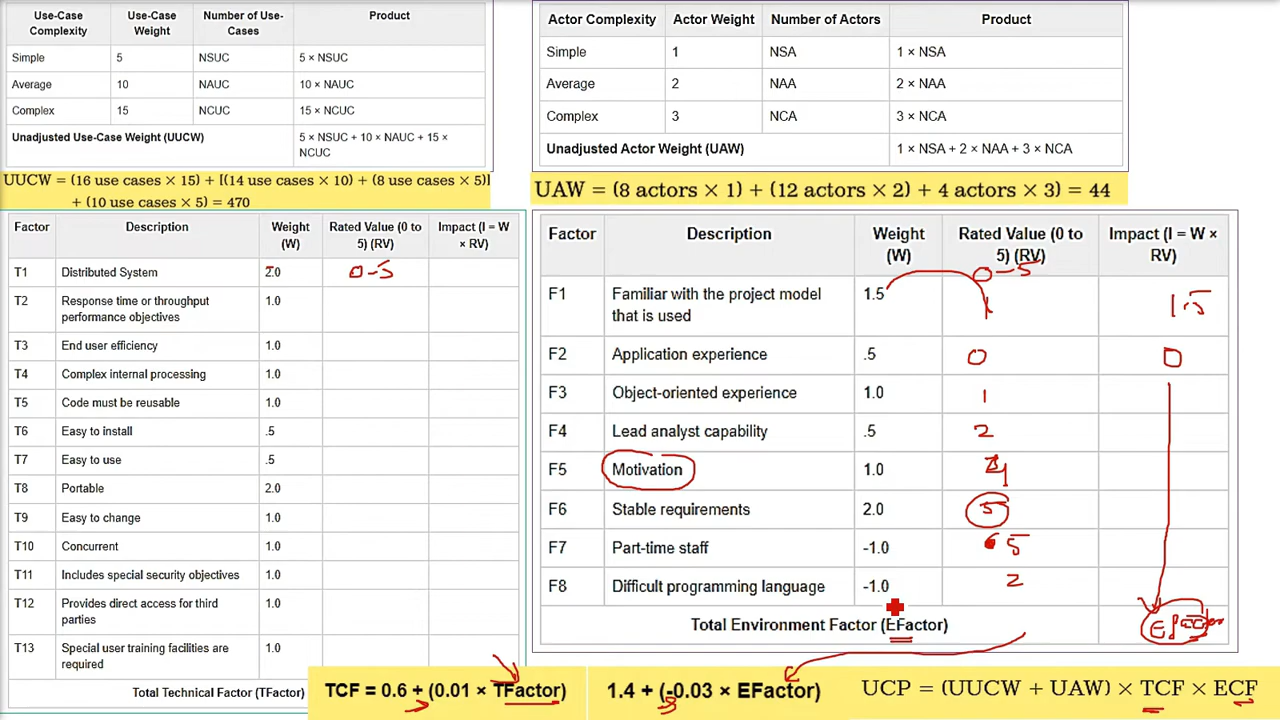 Use-Case Complexity Use-Case Weight Number of Use-Cases Product
Simple 5 NSUC 5 × NSUC
Average 10 NAUC 10 × NAUC
Complex 15 NCUC 15 × NCUC
Unadjusted Use-Case Weight (UUCW) 5 × NSUC + 10 × NAUC + 15 × NCUC
UUCW = (16 use cases × 15) + [(14 use cases × 10) + (8 use cases × 5)]
+ (10 use cases × 5) = 470
Actor Complexity Actor Weight Number of Actors Product
Simple 1 NSA 1 × NSA
Average 2 NAA 2 × NAA
Complex 3 NCA 3 × NCA
Unadjusted Actor Weight (UAW) 1 × NSA + 2 × NAA + 3 × NCA
UAW = (8 actors × 1) + (12 actors × 2) + 4 actors × 3) = 44
Factor Description Weight (W) Rated Value (0 to 5) (RV) Impact (I = W × RV)
T1 Distributed System 2.0 0-5
T2 Response time or throughput performance objectives 1.0
T3 End user efficiency 1.0
T4 Complex internal processing 1.0
T5 Code must be reusable 1.0
T6 Easy to install .5
T7 Easy to use .5
T8 Portable 2.0
T9 Easy to change 1.0
T10 Concurrent 1.0
T11 Includes special security objectives 1.0
T12 Provides direct access for third parties 1.0
T13 Special user training facilities are required 1.0
Total Technical Factor (TFactor)
Factor Description Weight (W) Rated Value (0 to 5) (RV) Impact (I = W × RV)
0-5
F1 Familiar with the project model that is used 1.5 1 1.5
F2 Application experience .5 0 0
F3 Object-oriented experience 1.0 1
F4 Lead analyst capability .5 2
F5 Motivation 1.0 1
F6 Stable requirements 2.0 5
F7 Part-time staff -1.0 5
F8 Difficult programming language -1.0 2
Total Environment Factor (EFactor) Efactor
TCF = 0.6 + (0.01 × TFactor)
1.4 + (-0.03 × EFactor)
UCP = (UUCW + UAW) × TCF × ECF